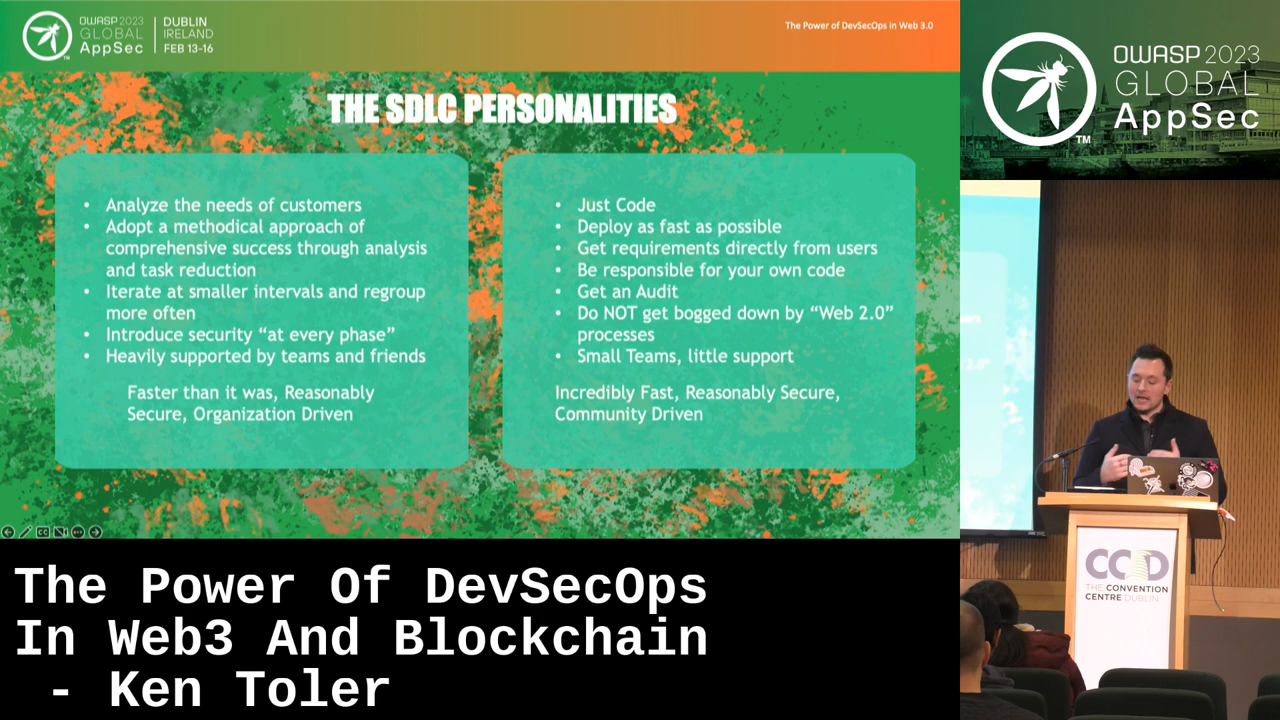 OWASP 2023
GLOBAL
AppSec
TM
DUBLIN
IRELAND
FEB 13-16
The Power of DevSecOps in Web 3.0
THE SDLC PERSONALITIES
• Analyze the needs of customers
• Adopt a methodical approach of
comprehensive success through analysis
and task reduction
• Iterate at smaller intervals and regroup
more often
• Introduce security “at every phase”
• Heavily supported by teams and friends
Faster than it was, Reasonably
Secure, Organization Driven
• Just Code
• Deploy as fast as possible
• Get requirements directly from users
• Be responsible for your own code
• Get an Audit
• Do NOT get bogged down by “Web 2.0”
processes
• Small Teams, little support
Incredibly Fast, Reasonably Secure,
Community Driven
The Power Of DevSecOps
In Web3 And Blockchain
- Ken Toler
OWASP 2023
GLOBAL
AppSec
TM
CCD
THE CONVENTION
CENTRE DUBLIN